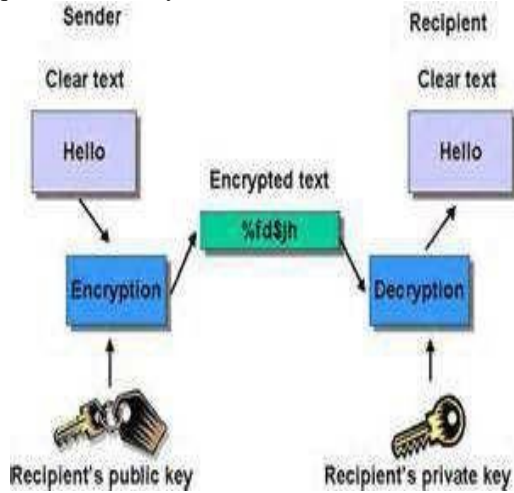 Sender
Recipient
Clear text
Clear text
Hello
Hello
Encrypted text
%fd$jh
Encryption
Decryption
Recipient's public key
Recipient's private key